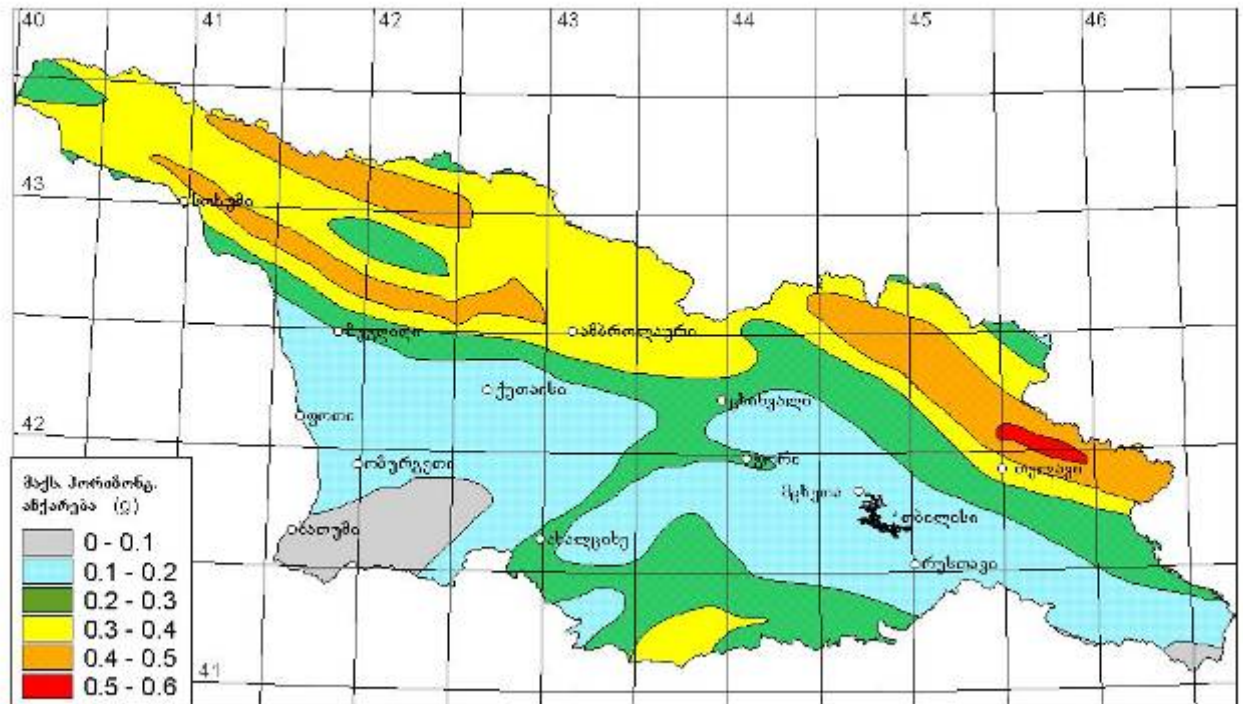 40 41 42 43 44 45 46
43
სოხუმი
ზუგდიდი
ამბროლაური
ქუთაისი
ცხინვალი
ფოთი
42
ოზურგეთი
გორი
თელავი
მაქს. ჰორიზონტ.
აჩქარება (g)
მცხეთა
თბილისი
ბათუმი
ახალციხე
რუსთავი
0 - 0.1
0.1 - 0.2
0.2 - 0.3
0.3 - 0.4
0.4 - 0.5
0.5 - 0.6
41